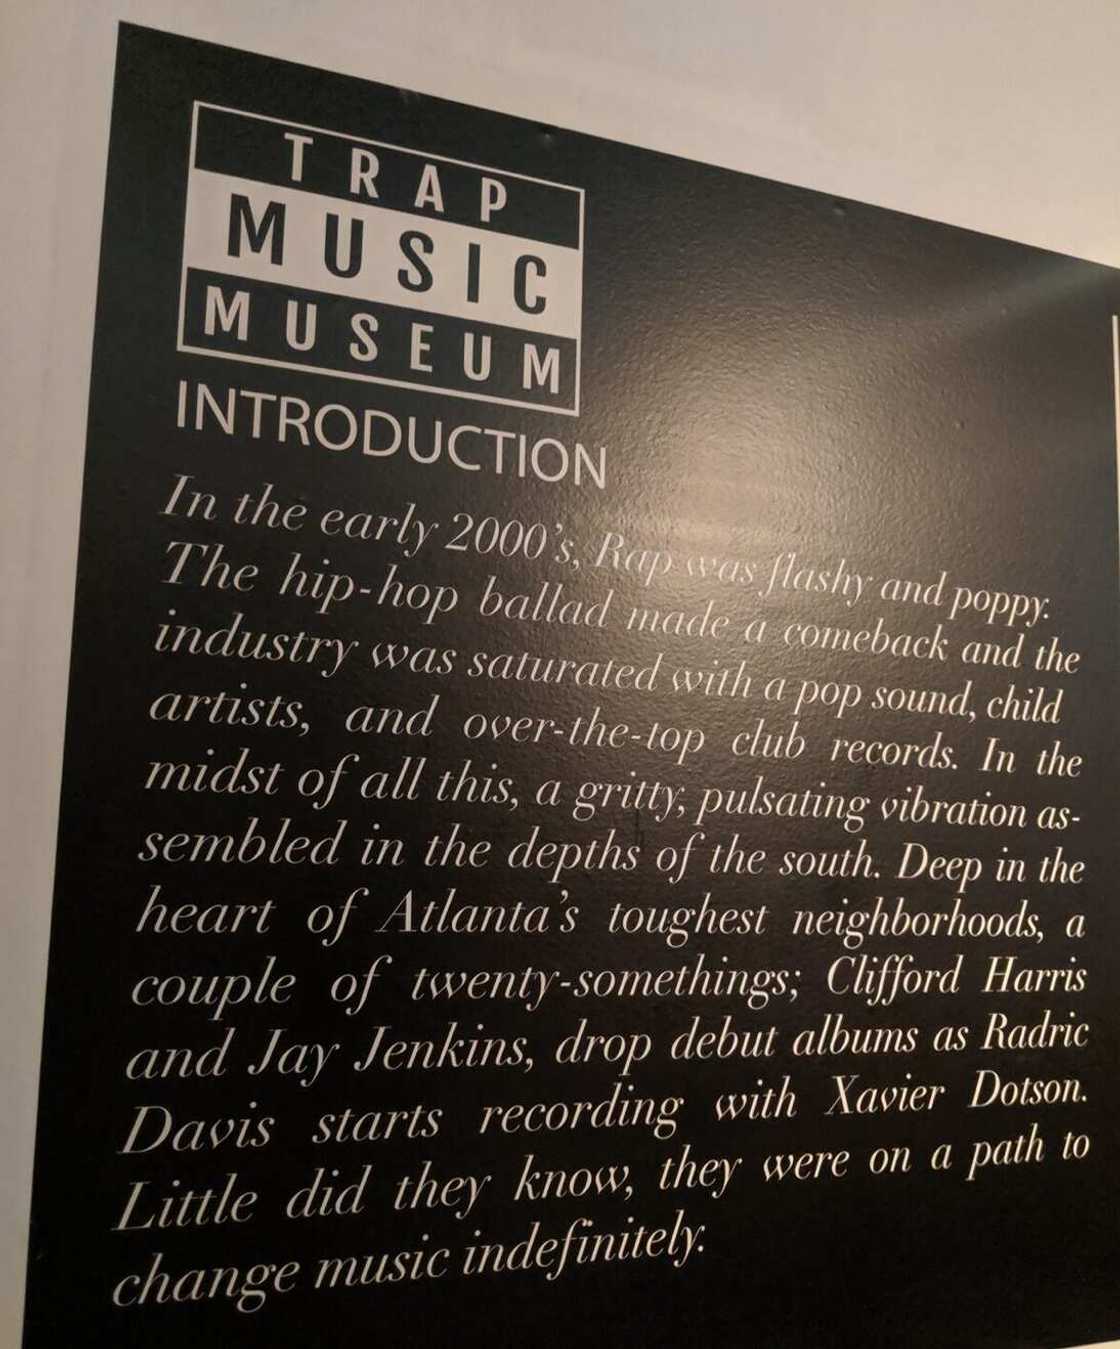 TRAP
MUSIC
MUSEUM
INTRODUCTION
In the early 2000's, Rap was flashy and poppy.
The hip-hop ballad made a comeback and the
industry was saturated with a pop sound, child
artists, and over-the-top club records. In the
midst of all this, a gritty, pulsating vibration as-
sembled in the depths of the south. Deep in the
heart of Atlanta's toughest neighborhoods, a
couple of twenty-somethings; Clifford Harris
and Jay Jenkins, drop debut albums as Radric
Davis starts recording with Xavier Dotson.
Little did they know, they were on a path to
change music indefinitely.